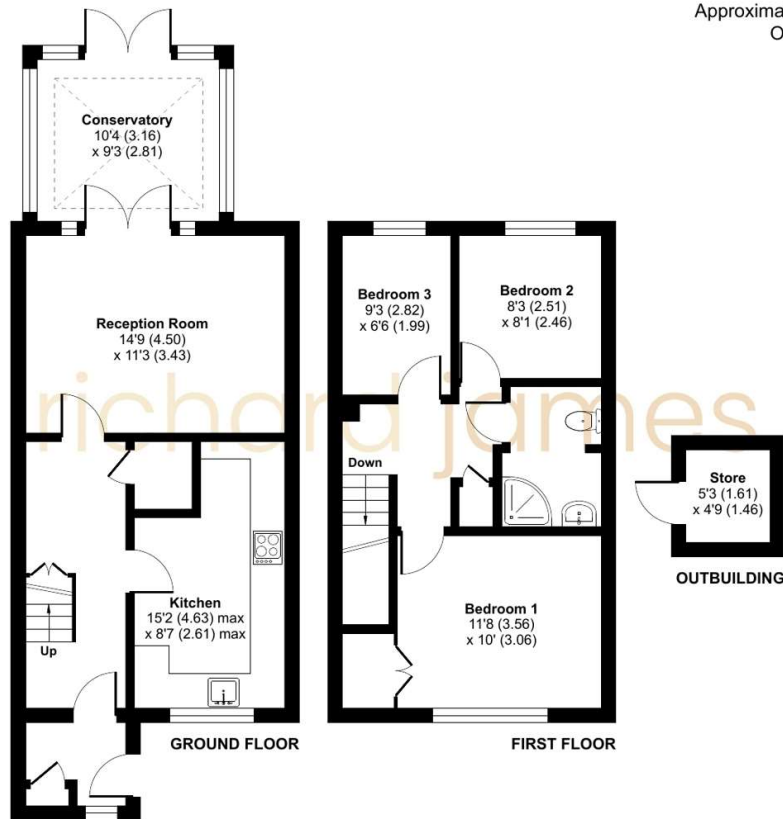 Approxima
O
Conservatory
10'4 (3.16)
x 9'3 (2.81)
Reception Room
14'9 (4.50)
x 11'3 (3.43)
Kitchen
15'2 (4.63) max
x 8'7 (2.61) max
Up
GROUND FLOOR
Bedroom 3
9'3 (2.82)
x 6'6 (1.99)
Bedroom 2
8'3 (2.51)
x 8'1 (2.46)
Down
Bedroom 1
11'8 (3.56)
x 10' (3.06)
FIRST FLOOR
Store
5'3 (1.61)
x 4'9 (1.46)
OUTBUILDING
richard james